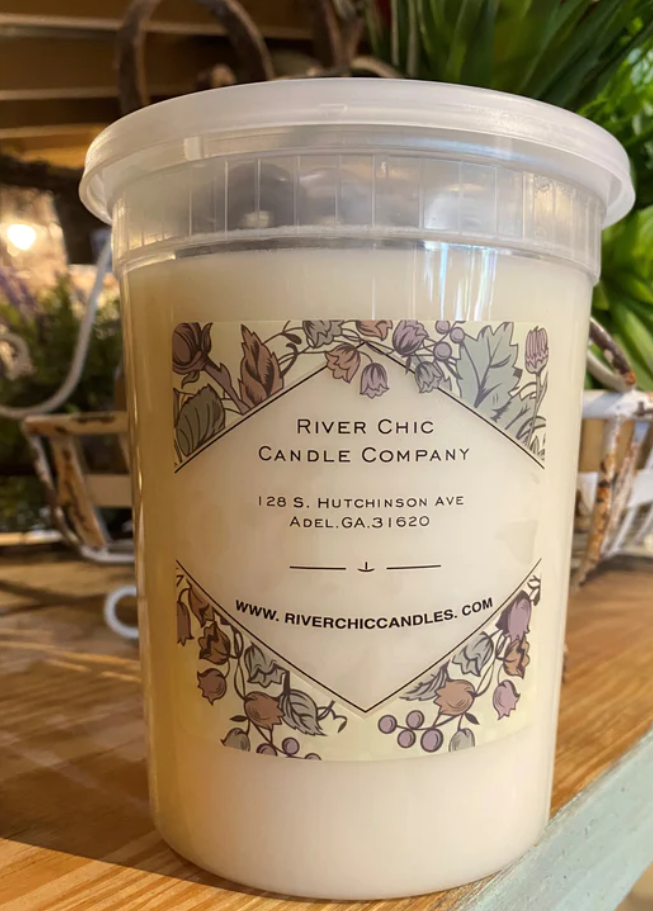 RIVER CHIC
CANDLE COMPANY
128 S. HUTCHINSON AVE
ADEL.GA.31620
WWW. RIVERCHICCANDLES. COM